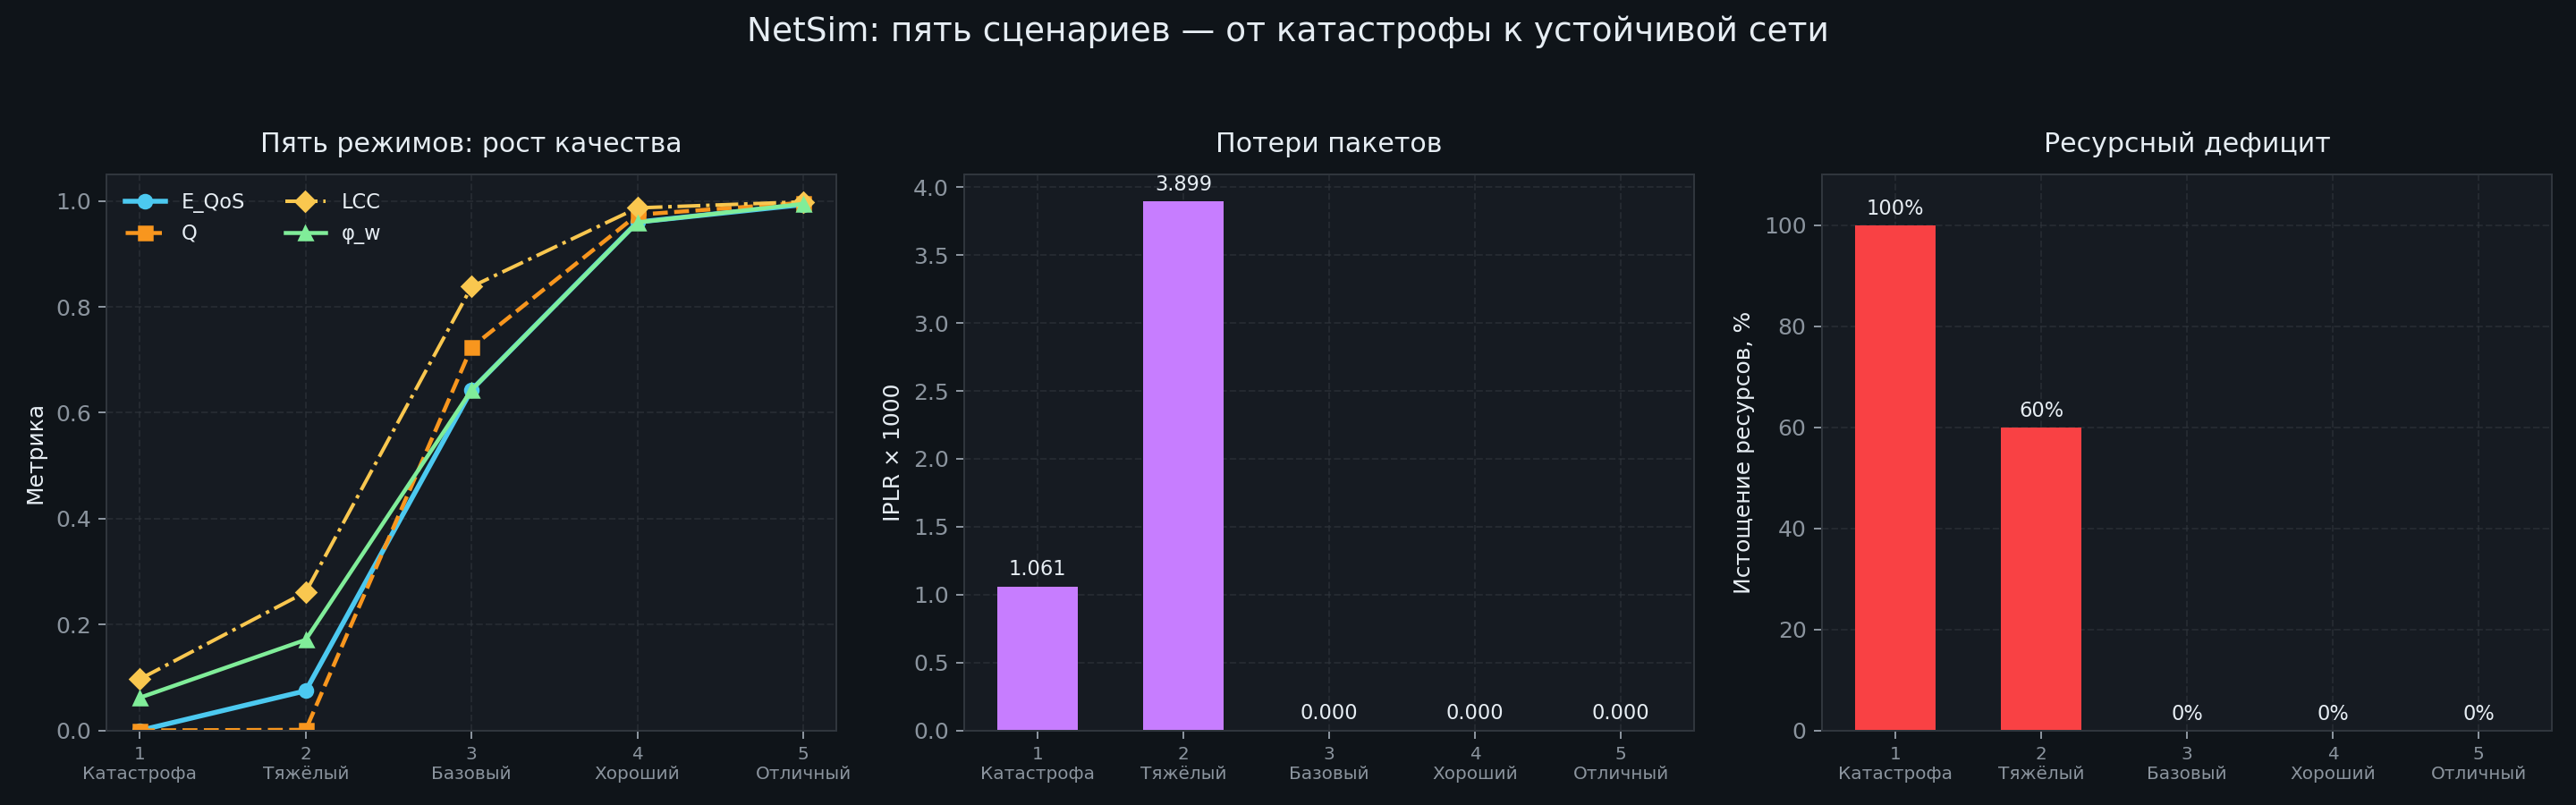 NetSim: пять сценариев — от катастрофы к устойчивой сети
Пять режимов: рост качества
E_QoS
Q
LCC
φ_w
Метрика
1.0
0.8
0.6
0.4
0.2
0.0
1
Катастрофа
2
Тяжёлый
3
Базовый
4
Хороший
5
Отличный
Потери пакетов
IPLR × 1000
4.0
3.5
3.0
2.5
2.0
1.5
1.0
0.5
0.0
1.061
3.899
0.000
0.000
0.000
1
Катастрофа
2
Тяжёлый
3
Базовый
4
Хороший
5
Отличный
Ресурсный дефицит
Истощение ресурсов, %
100
80
60
40
20
0
100%
60%
0%
0%
0%
1
Катастрофа
2
Тяжёлый
3
Базовый
4
Хороший
5
Отличный